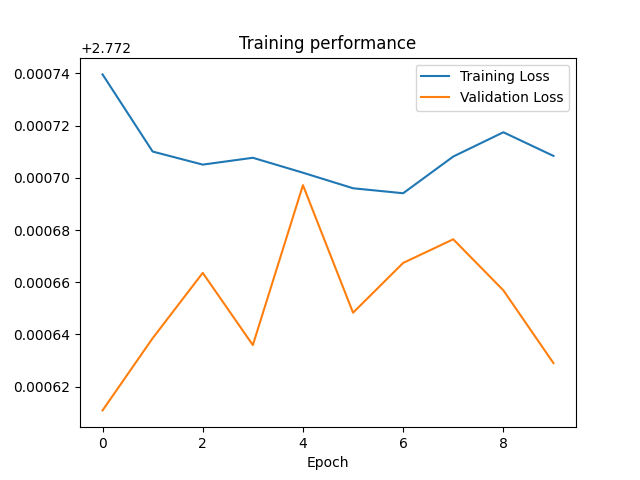 Training performance
+2.772
0.00074
0.00072
0.00070
0.00068
0.00066
0.00064
0.00062
Training Loss
Validation Loss
0 2 4 6 8
Epoch